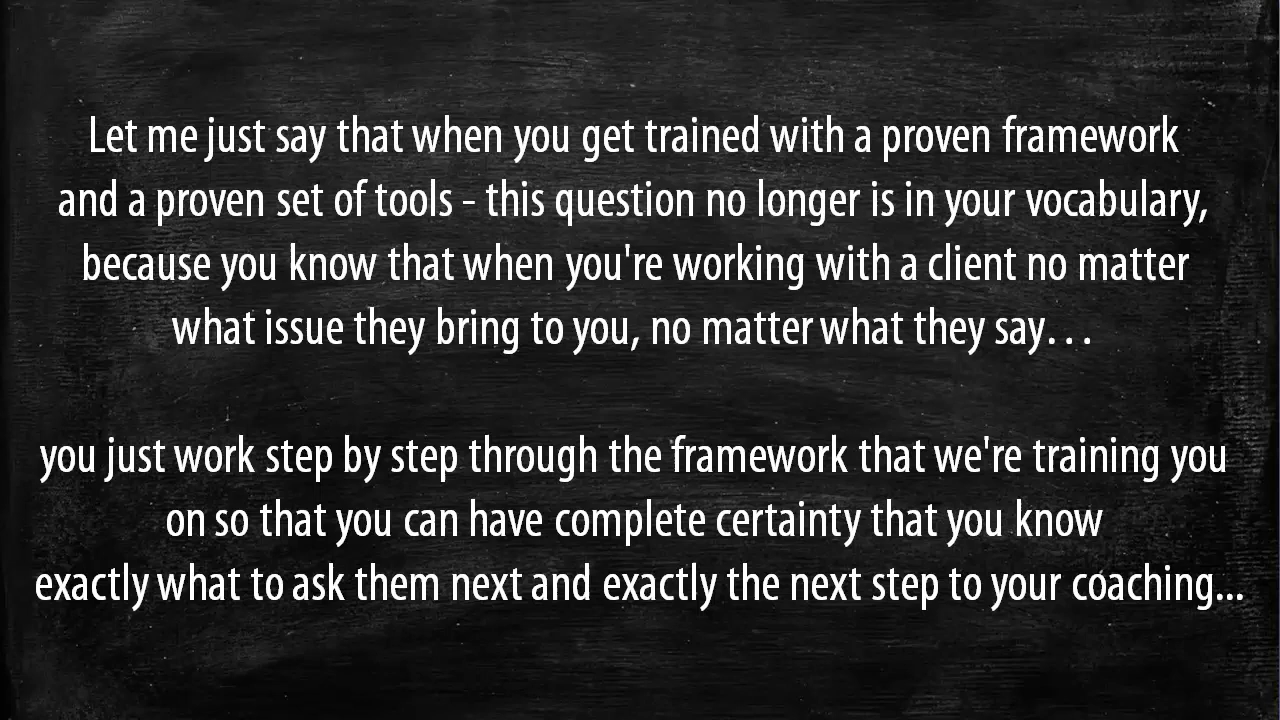 Let me just say that when you get trained with a proven framework
and a proven set of tools - this question no longer is in your vocabulary,
because you know that when you're working with a client no matter
what issue they bring to you, no matter what they say...
you just work step by step through the framework that we're training you
on so that you can have complete certainty that you know
exactly what to ask them next and exactly the next step to your coaching...